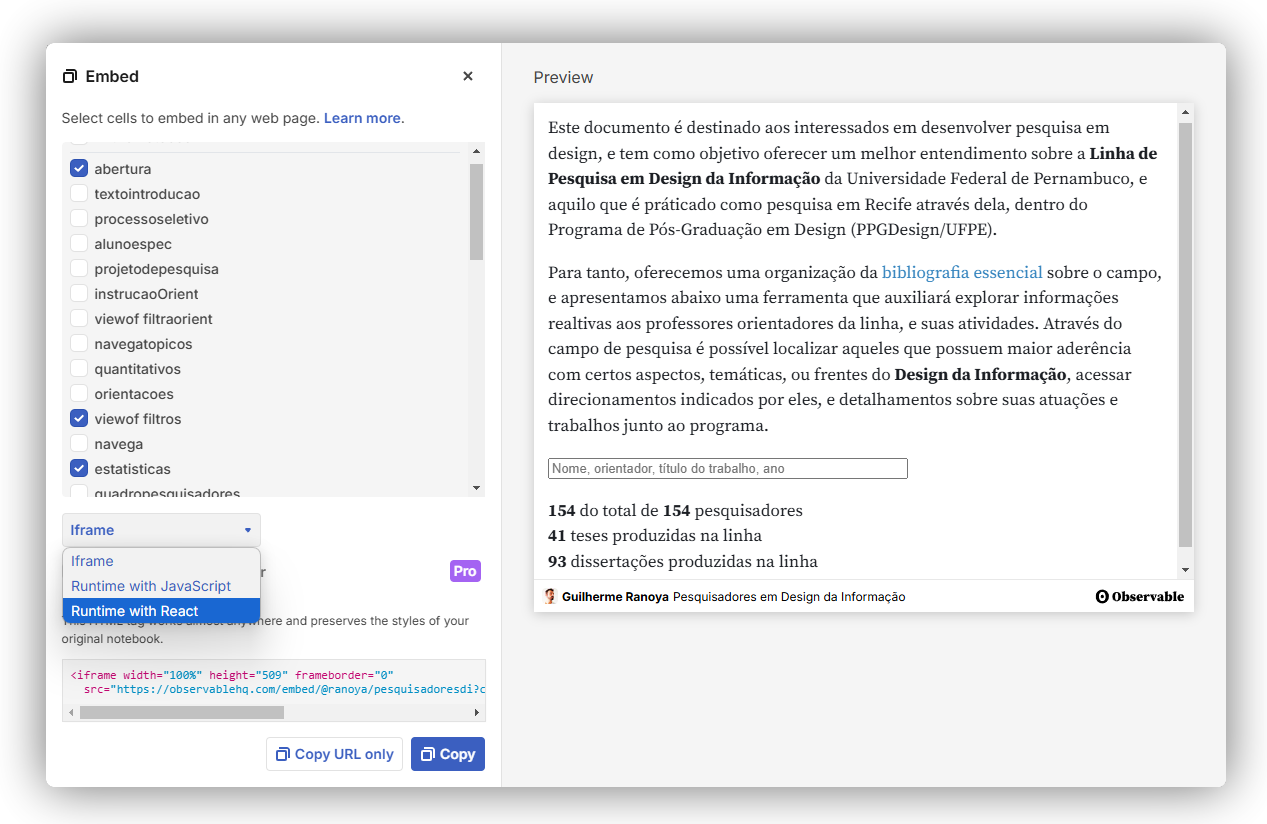 Embed
Select cells to embed in any web page. Learn more.
abertura
textointroducao
processoseletivo
alunoespec
projetodepesquisa
instrucaoOrient
viewof filtraorient
navegatopicos
quantitativos
orientacoes
viewof filtros
navega
estatisticas
quadropesquisadores
Iframe
Iframe
Runtime with JavaScript
Runtime with React
r
Pro
This HTML tag works almost anywhere and preserves the styles of your
original notebook.
<iframe width="100%" height="509" frameborder="0"
src="https://observablehq.com/embed/@ranoya/pesquisadoresdi?c
Copy URL only
Copy
Preview
Este documento é destinado aos interessados em desenvolver pesquisa em
design, e tem como objetivo oferecer um melhor entendimento sobre a Linha de
Pesquisa em Design da Informação da Universidade Federal de Pernambuco, e
aquilo que é práticado como pesquisa em Recife através dela, dentro do
Programa de Pós-Graduação em Design (PPGDesign/UFPE).
Para tanto, oferecemos uma organização da bibliografia essencial sobre o campo,
e apresentamos abaixo uma ferramenta que auxiliará explorar informações
realtivas aos professores orientadores da linha, e suas atividades. Através do
campo de pesquisa é possível localizar aqueles que possuem maior aderência
com certos aspectos, temáticas, ou frentes do Design da Informação, acessar
direcionamentos indicados por eles, e detalhamentos sobre suas atuações e
trabalhos junto ao programa.
Nome, orientador, título do trabalho, ano
154 do total de 154 pesquisadores
41 teses produzidas na linha
93 dissertações produzidas na linha
Guilherme Ranoya Pesquisadores em Design da Informação
Observable